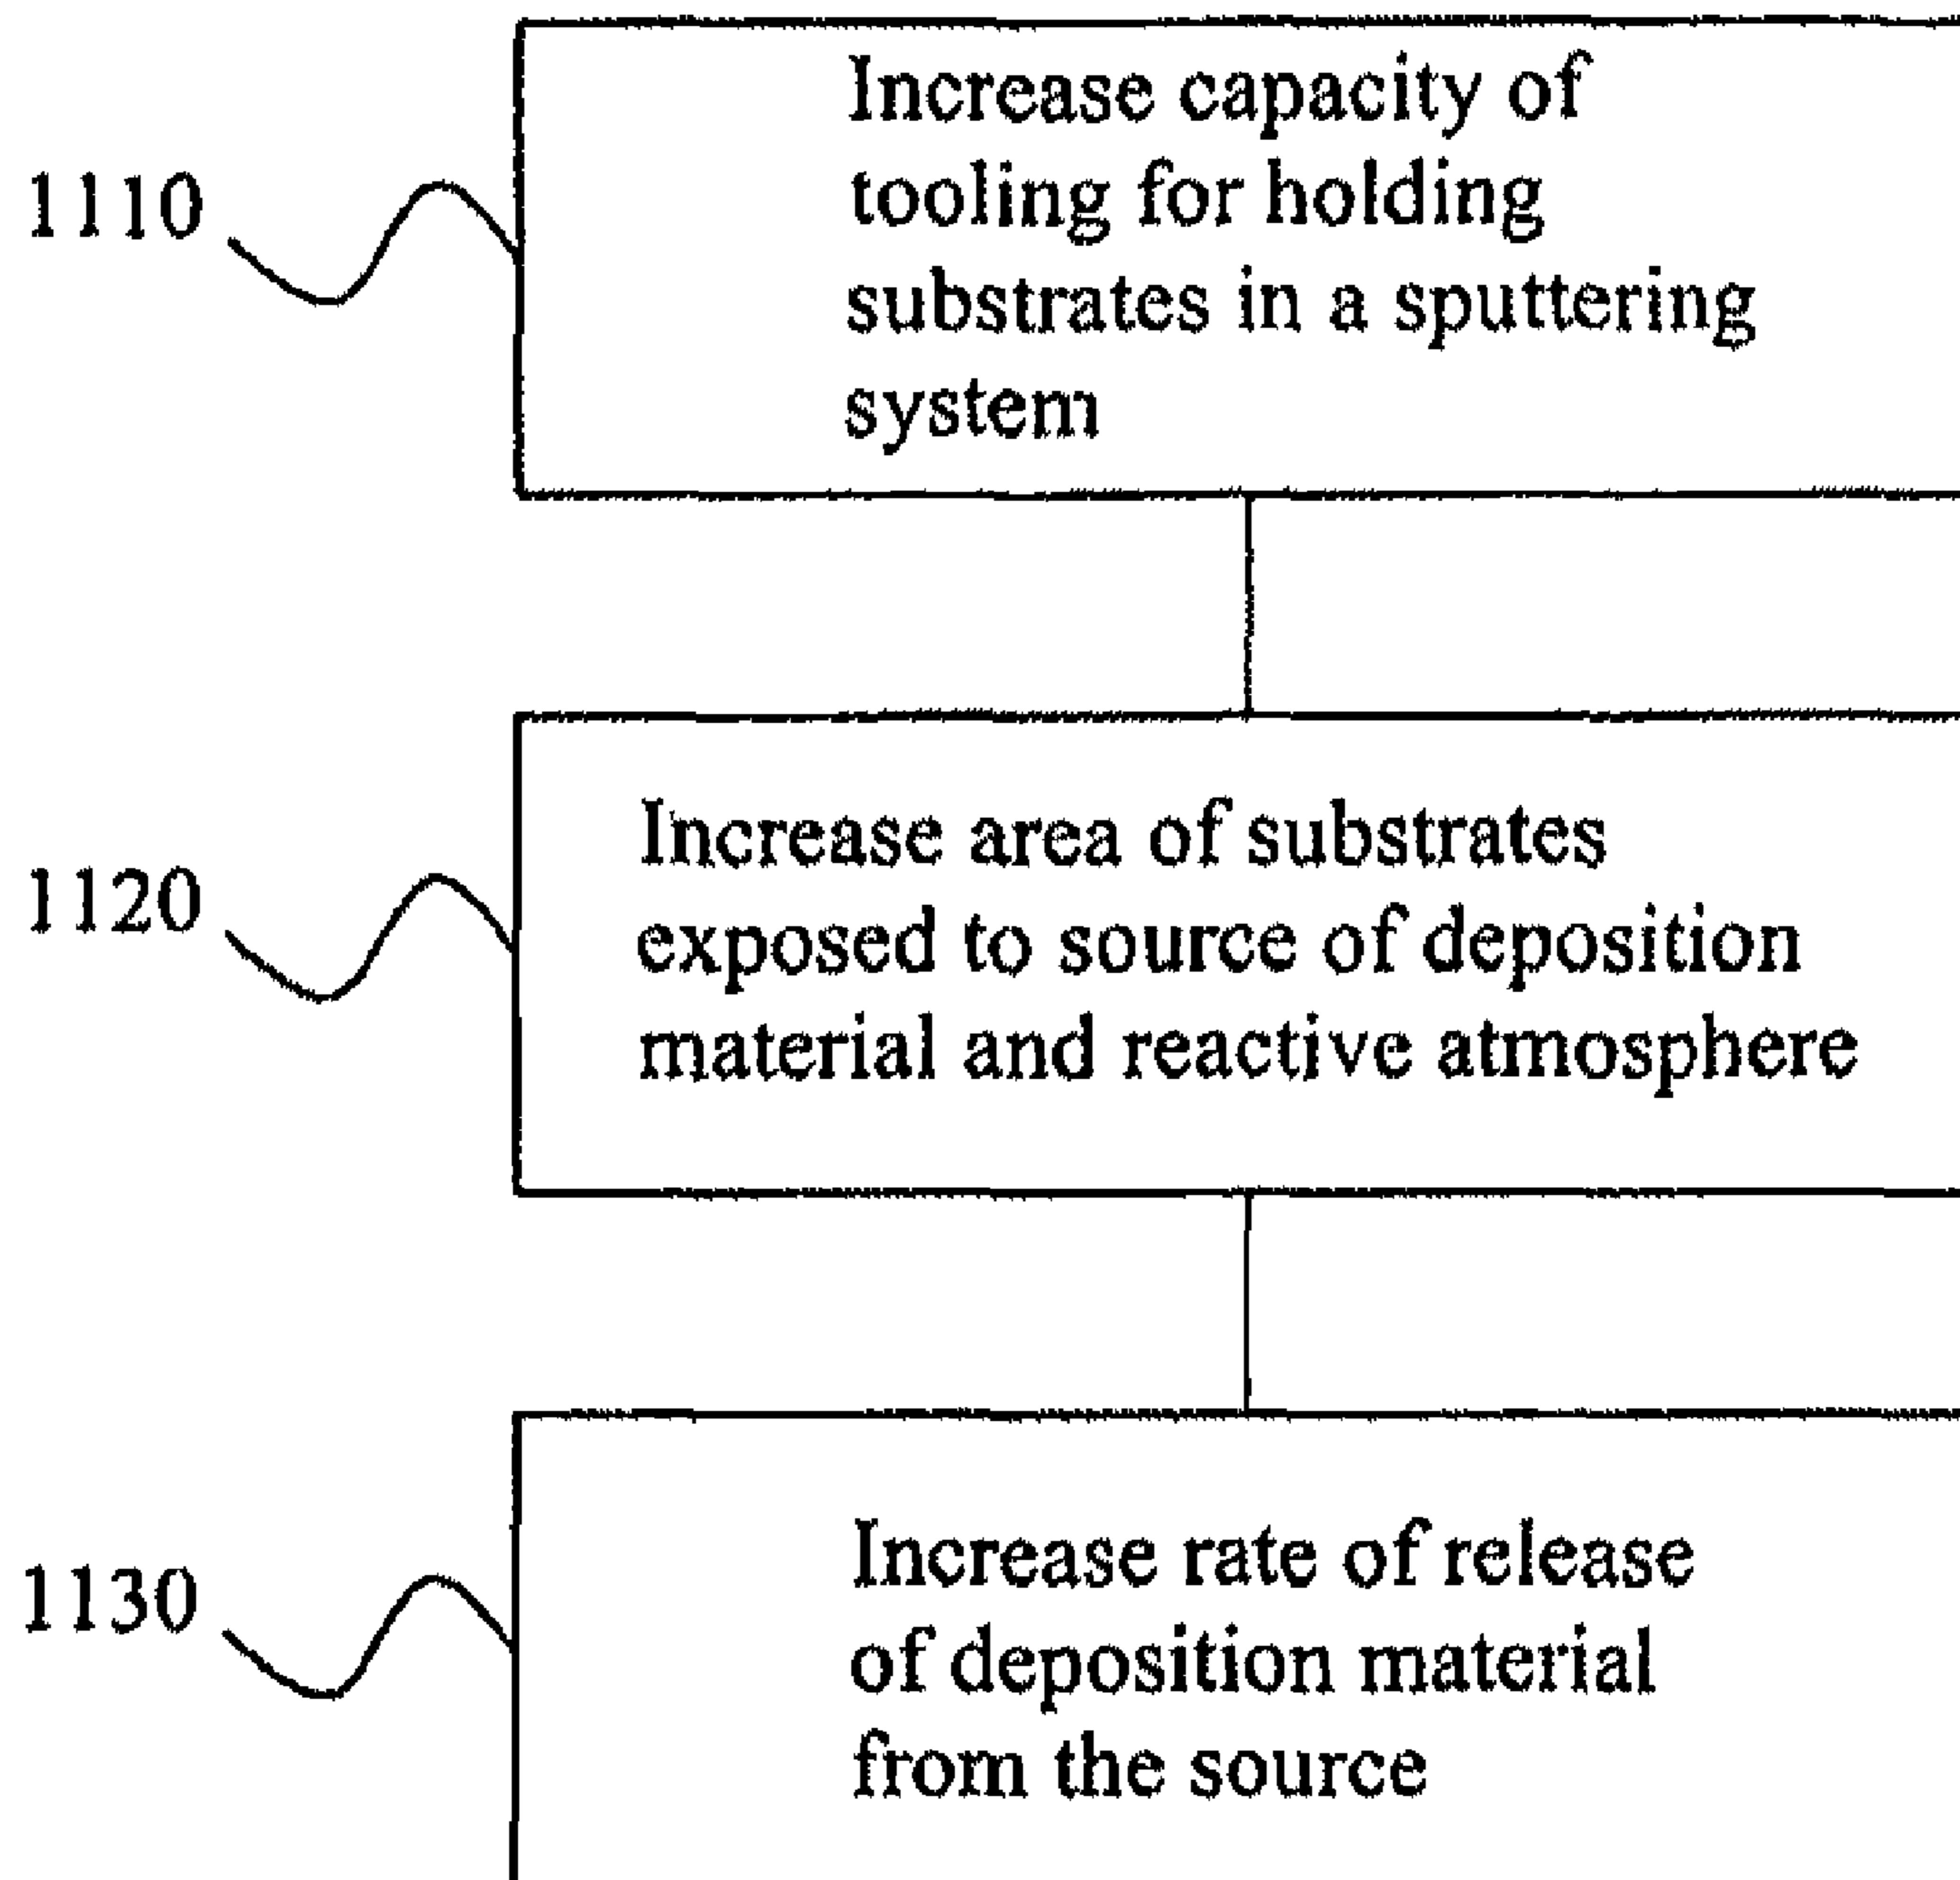 1110
Increase capacity of
tooling for holding
substrates in a sputtering
system
1120
Increase area of substrates
exposed to source of deposition
material and reactive atmosphere
1130
Increase rate of release
of deposition material
from the source